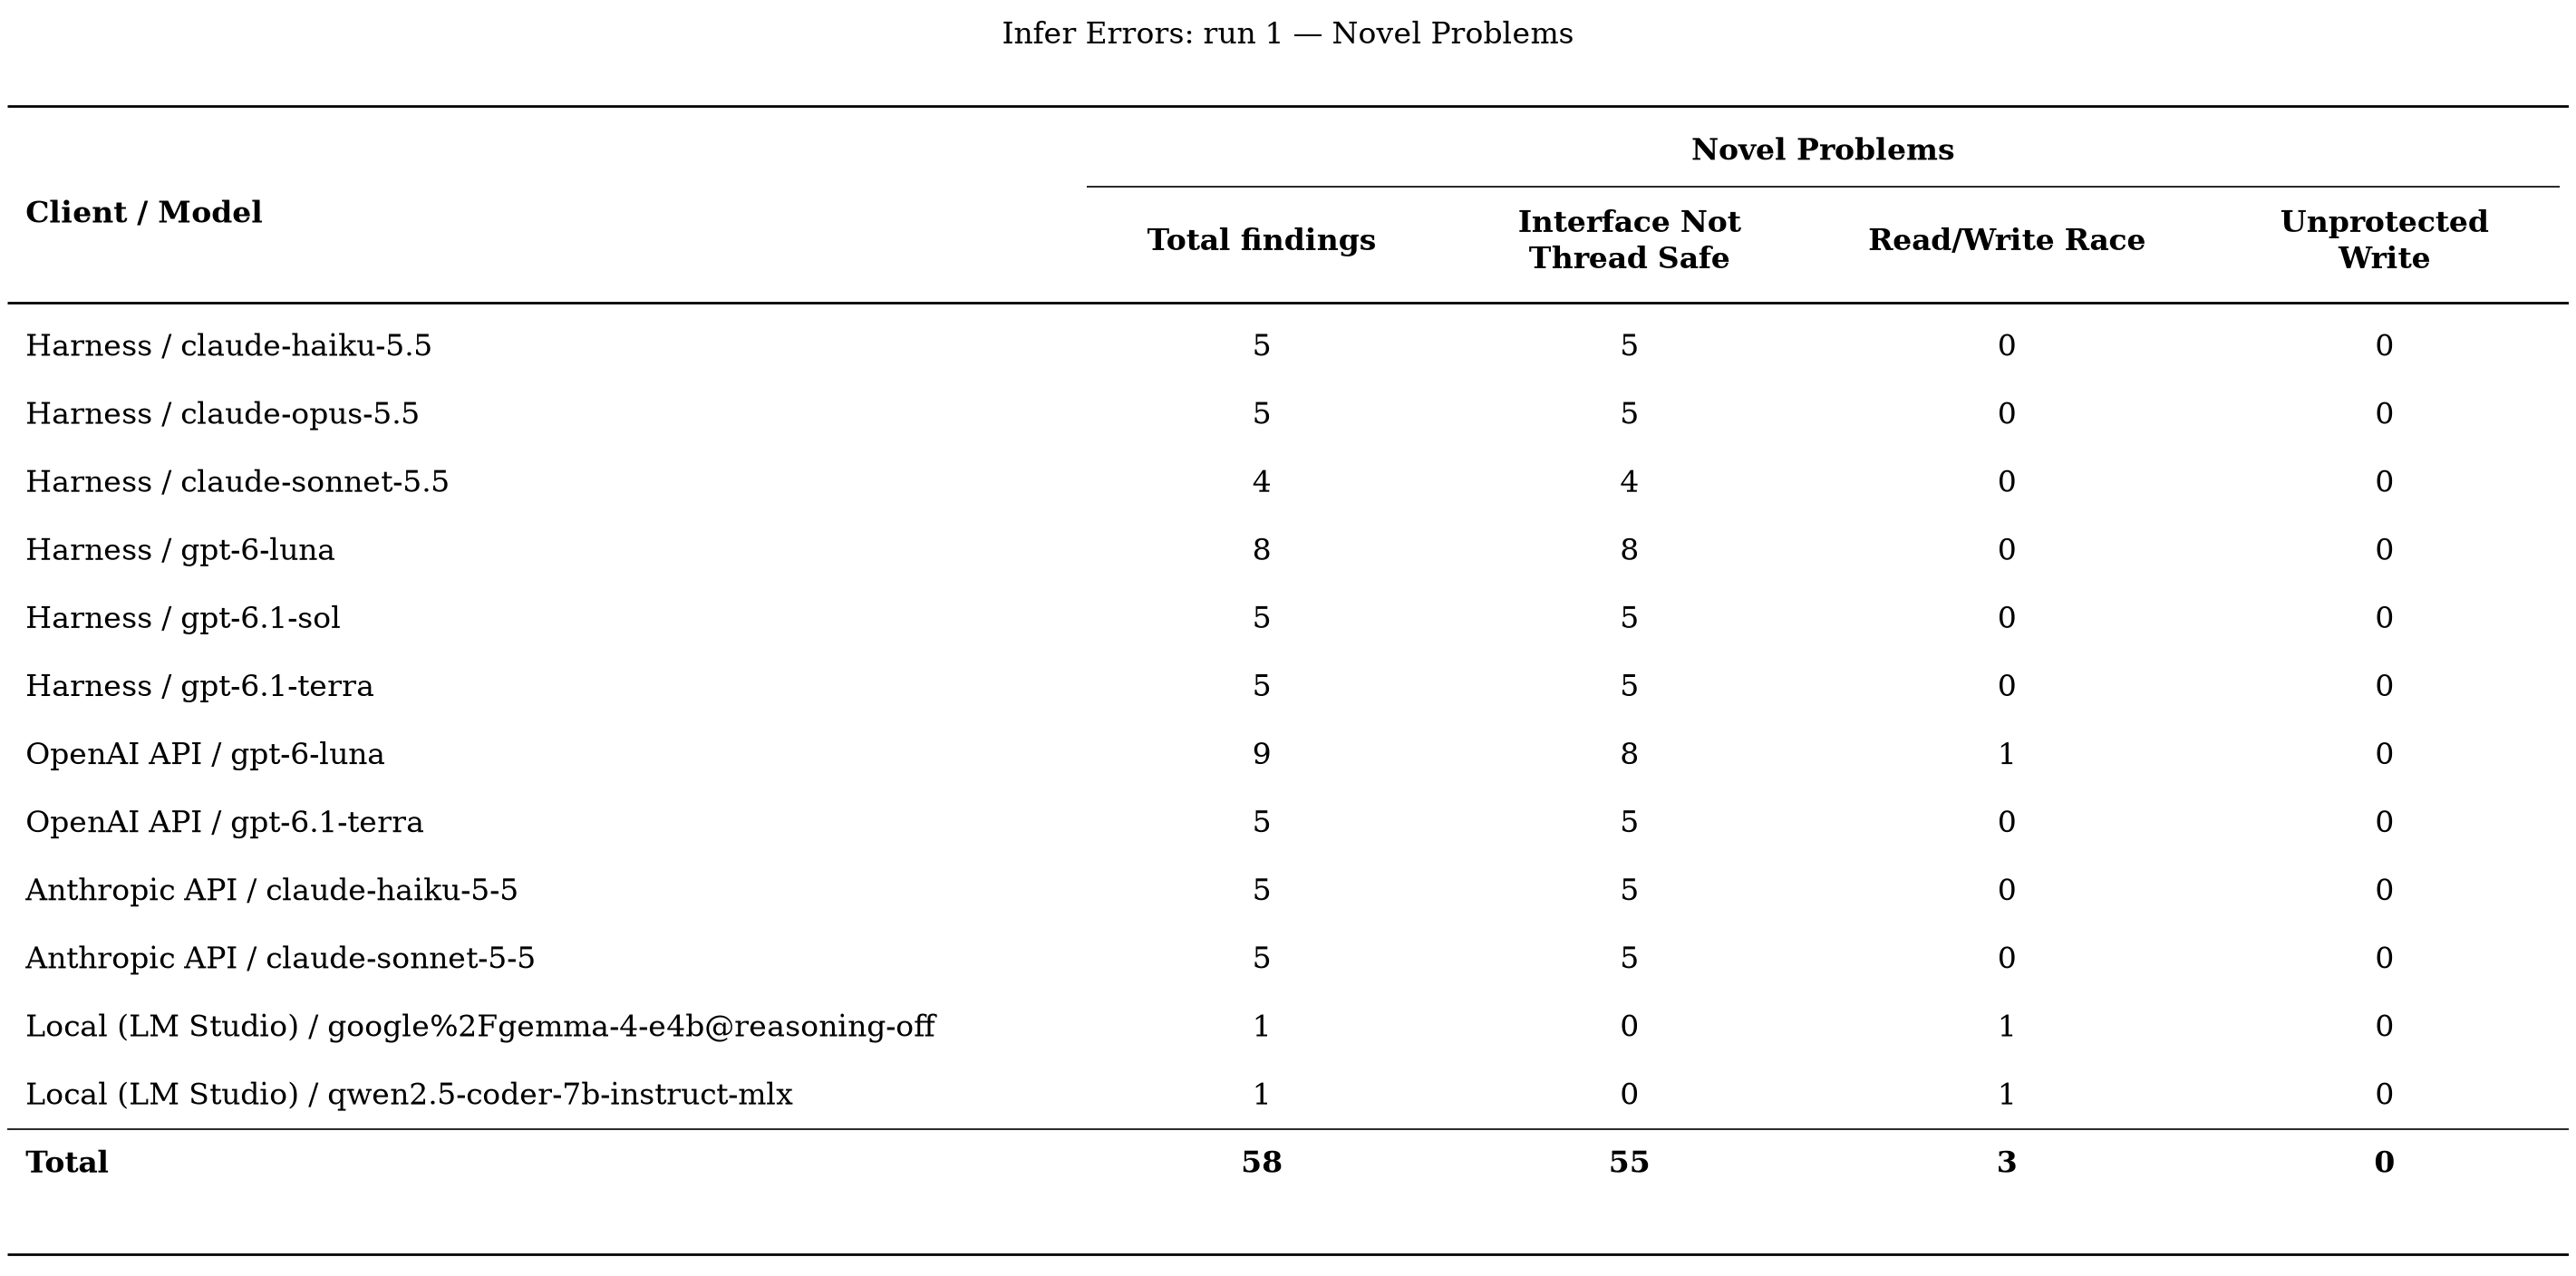 Infer Errors: run 1 — Novel Problems
Novel Problems
Client / Model
Total findings
Interface Not
Thread Safe
Read/Write Race
Unprotected
Write
Harness / claude-haiku-5.5 5 5 0 0
Harness / claude-opus-5.5 5 5 0 0
Harness / claude-sonnet-5.5 4 4 0 0
Harness / gpt-6-luna 8 8 0 0
Harness / gpt-6.1-sol 5 5 0 0
Harness / gpt-6.1-terra 5 5 0 0
OpenAI API / gpt-6-luna 9 8 1 0
OpenAI API / gpt-6.1-terra 5 5 0 0
Anthropic API / claude-haiku-5-5 5 5 0 0
Anthropic API / claude-sonnet-5-5 5 5 0 0
Local (LM Studio) / google%2Fgemma-4-e4b@reasoning-off 1 0 1 0
Local (LM Studio) / qwen2.5-coder-7b-instruct-mlx 1 0 1 0
Total 58 55 3 0